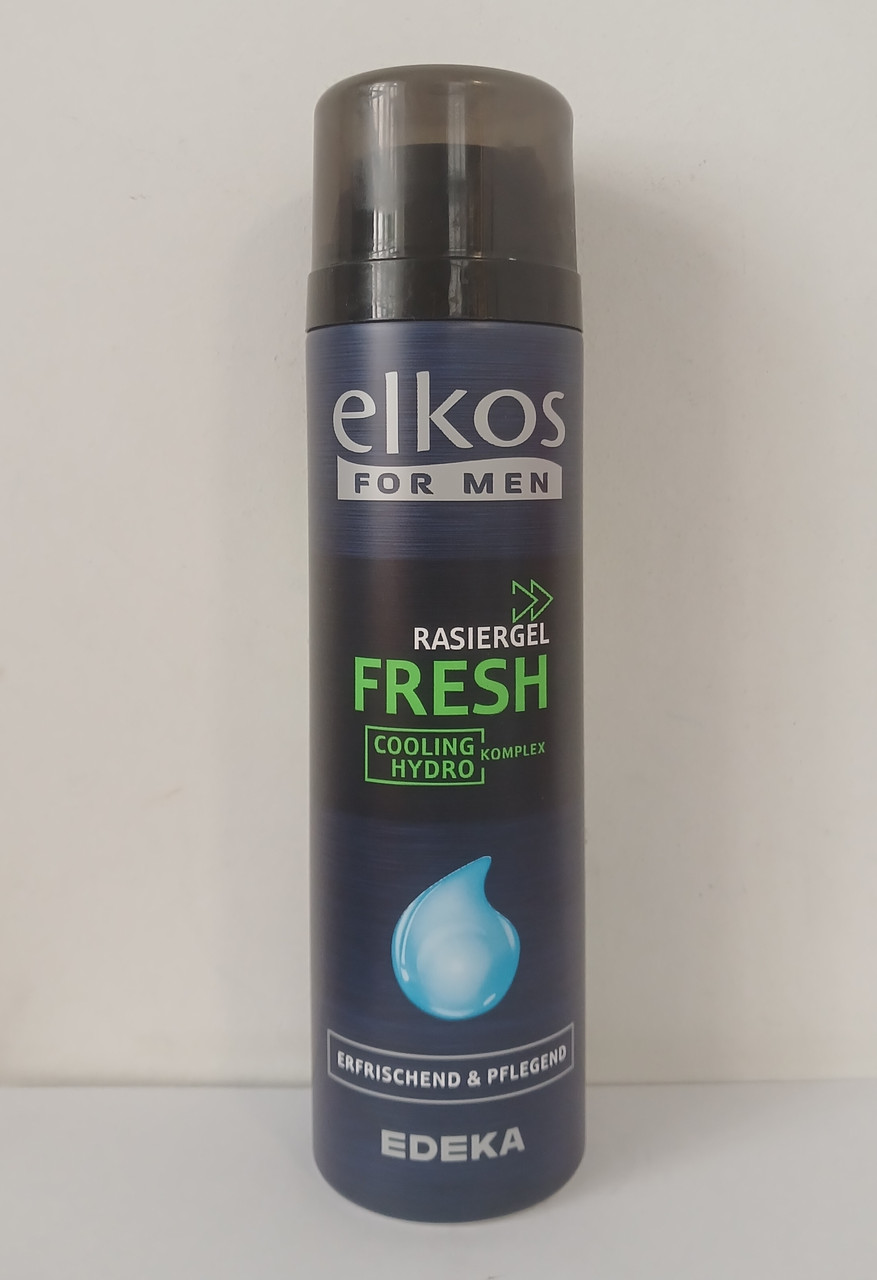 elkos
FOR MEN
RASIERGEL
FRESH
COOLING
HYDRO
KOMPLEX
ERFRISCHEND & PFLEGEND
EDEKA